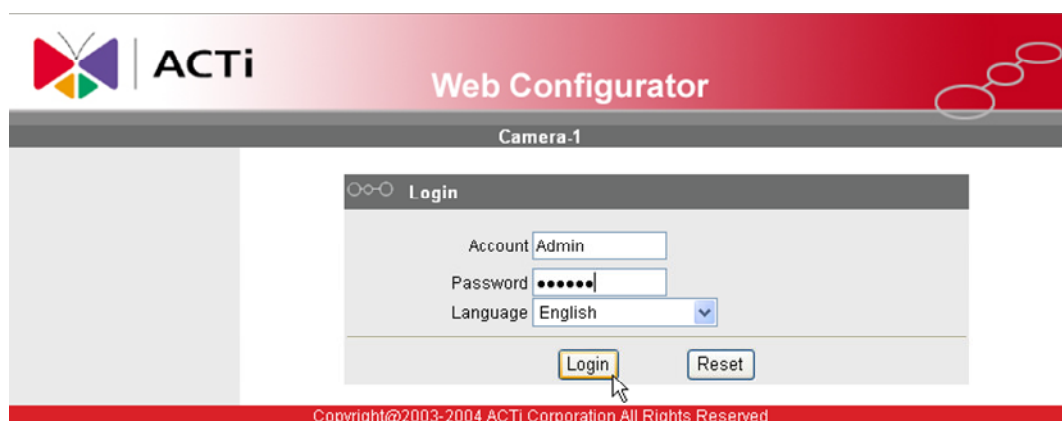 ACTi
Web Configurator
Camera-1
Login
Account Admin
Password ••••••
Language English
Login Reset
Copyright@2003-2004 ACTi Corporation All Rights Reserved